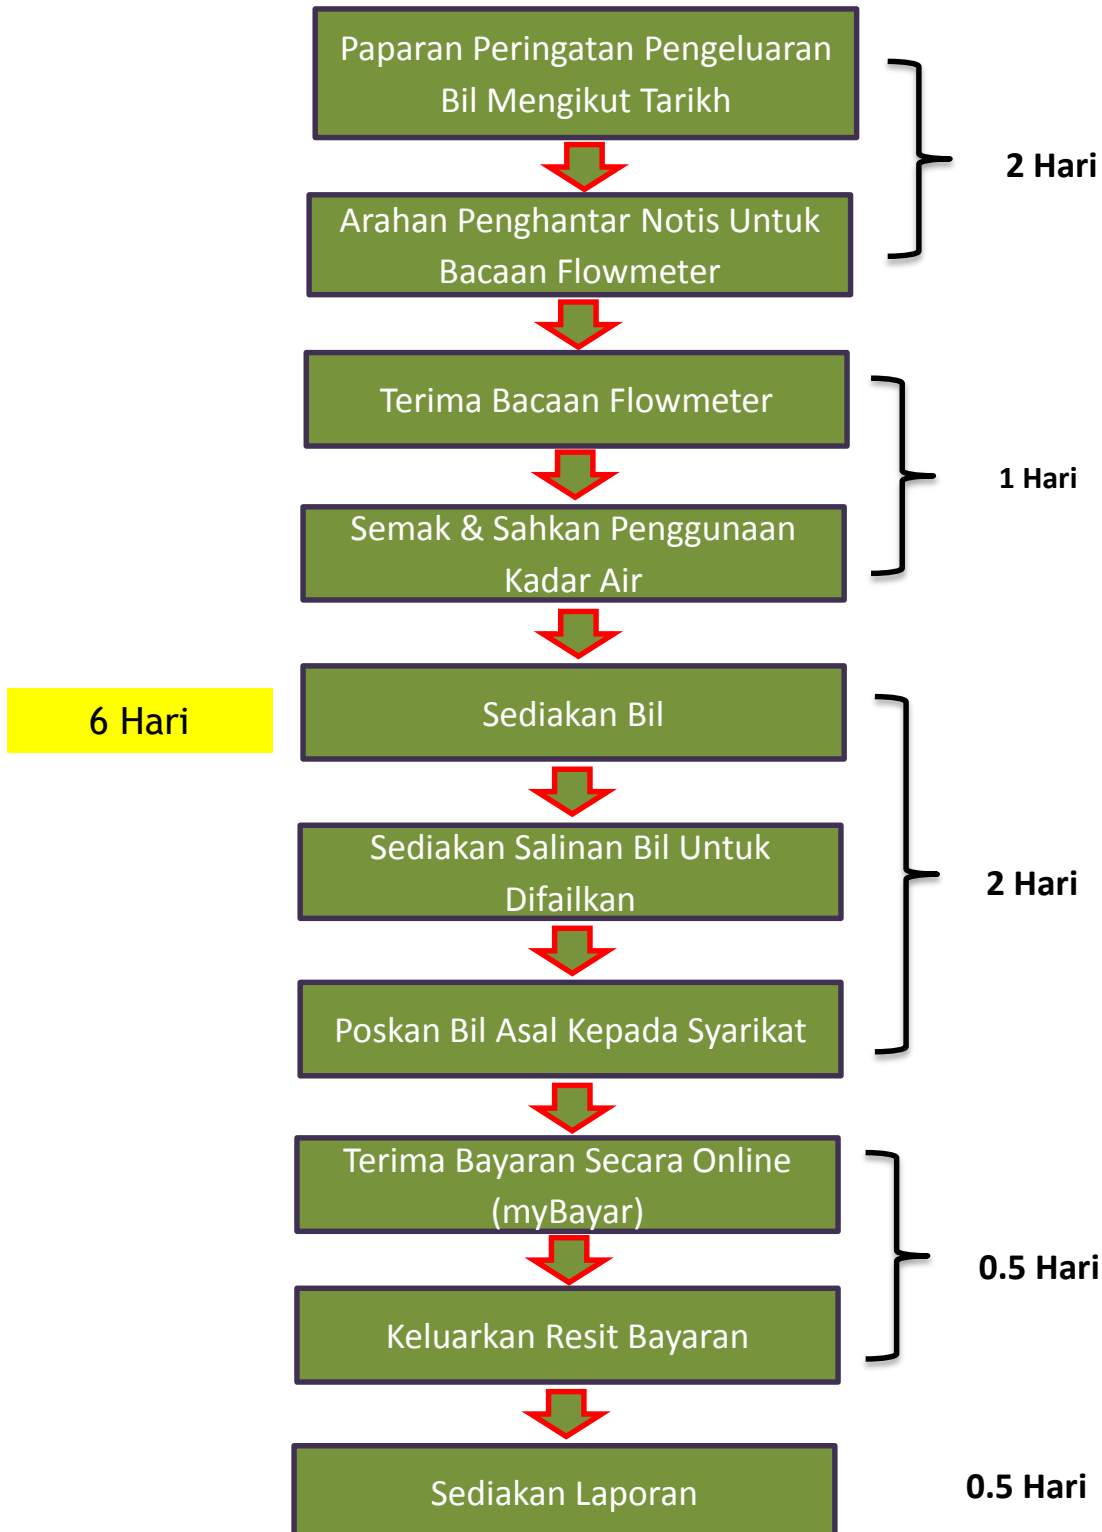 Paparan Peringatan Pengeluaran
Bil Mengikut Tarikh
2 Hari
Arahan Penghantar Notis Untuk
Bacaan Flowmeter
Terima Bacaan Flowmeter
1 Hari
Semak & Sahkan Penggunaan
Kadar Air
6 Hari
Sediakan Bil
Sediakan Salinan Bil Untuk
Difailkan
2 Hari
Poskan Bil Asal Kepada Syarikat
Terima Bayaran Secara Online
(myBayar)
0.5 Hari
Keluarkan Resit Bayaran
Sediakan Laporan
0.5 Hari